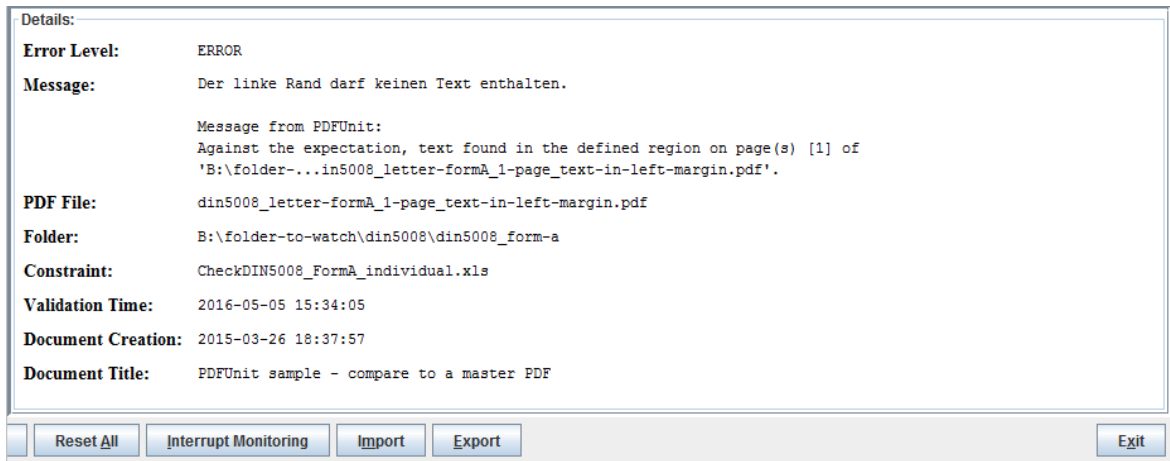 Details:
Error Level: ERROR
Message: Der linke Rand darf keinen Text enthalten.
Message from PDFUnit:
Against the expectation, text found in the defined region on page(s) [1] of
'B:\folder-...in5008_letter-formA_1-page_text-in-left-margin.pdf'.
PDF File: din5008_letter-formA_1-page_text-in-left-margin.pdf
Folder: B:\folder-to-watch\din5008\din5008_form-a
Constraint: CheckDIN5008_FormA_individual.xls
Validation Time: 2016-05-05 15:34:05
Document Creation: 2015-03-26 18:37:57
Document Title: PDFUnit sample - compare to a master PDF
Reset All Interrupt Monitoring Import Export Exit